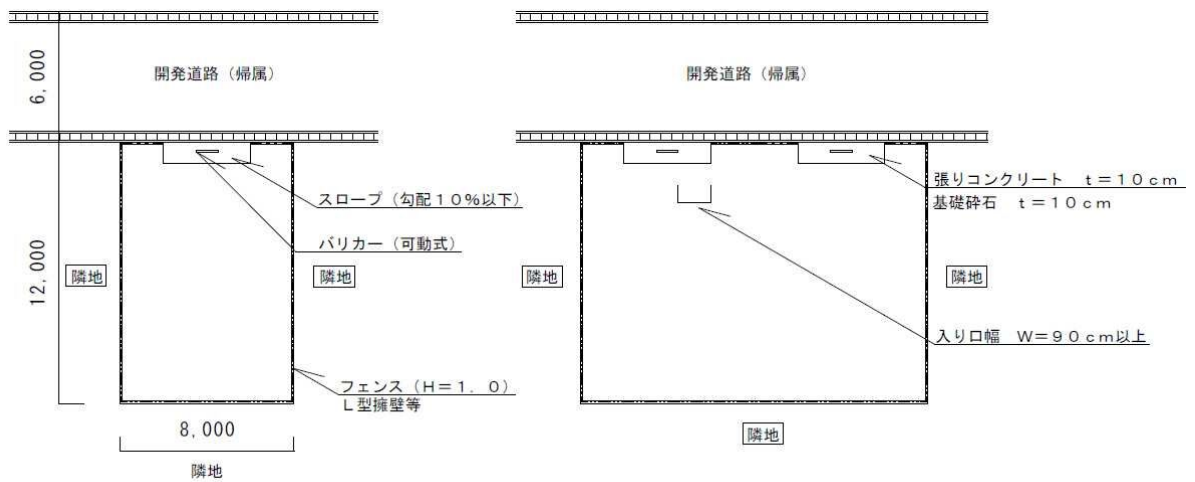 開発道路(帰属)
開発道路(帰属)
6,000
スロープ(勾配10%以下)
バリカー(可動式)
張りコンクリート t=10cm
基礎砕石 t=10cm
12,000
隣地
隣地
隣地
隣地
入り口幅 W=90cm以上
フェンス(H=1.0)
L型擁壁等
8,000
隣地
隣地